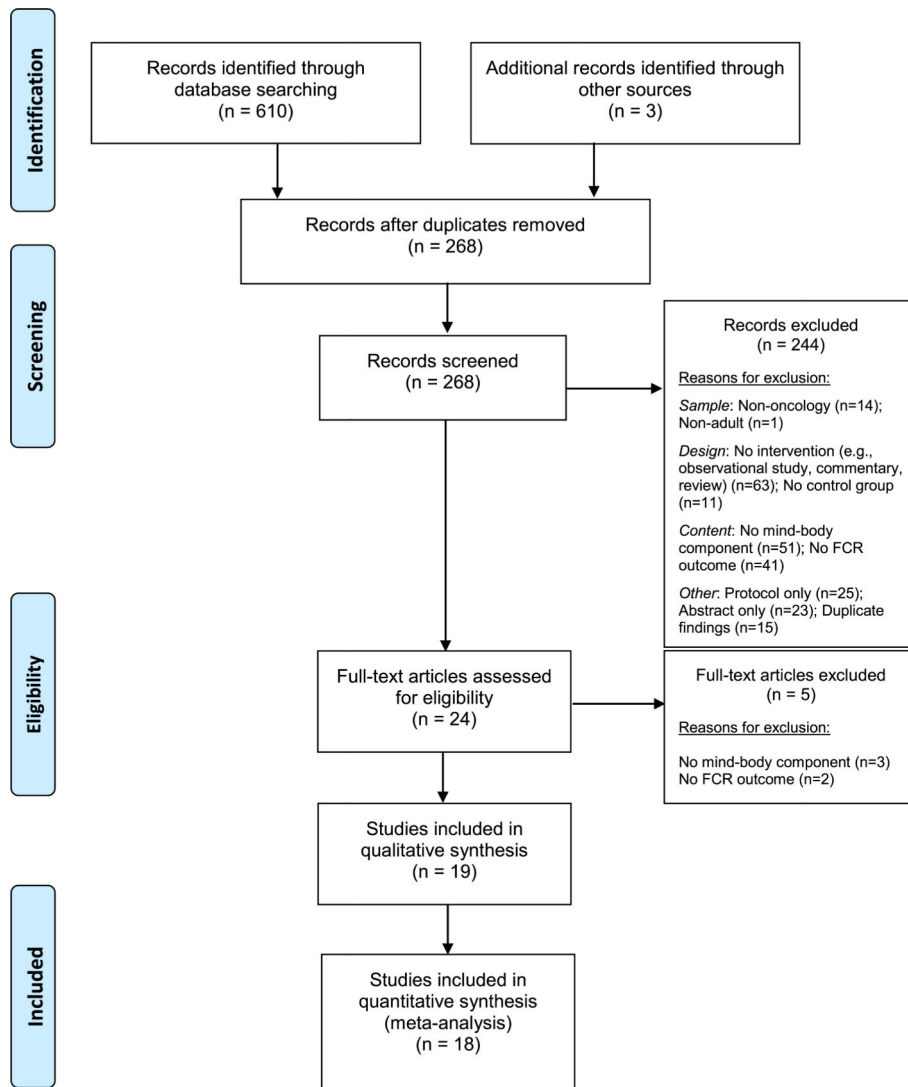 Identification
Records identified through
database searching
(n = 610)
Additional records identified through
other sources
(n = 3)
Records after duplicates removed
(n = 268)
Screening
Records screened
(n = 268)
Records excluded
(n = 244)
Reasons for exclusion:
Sample: Non-oncology (n=14);
Non-adult (n=1)
Design: No intervention (e.g.,
observational study, commentary,
review) (n=63); No control group
(n=11)
Content: No mind-body
component (n=51); No FCR
outcome (n=41)
Other: Protocol only (n=25);
Abstract only (n=23); Duplicate
findings (n=15)
Eligibility
Full-text articles assessed
for eligibility
(n = 24)
Full-text articles excluded
(n = 5)
Reasons for exclusion:
No mind-body component (n=3)
No FCR outcome (n=2)
Studies included in
qualitative synthesis
(n = 19)
Included
Studies included in
quantitative synthesis
(meta-analysis)
(n = 18)